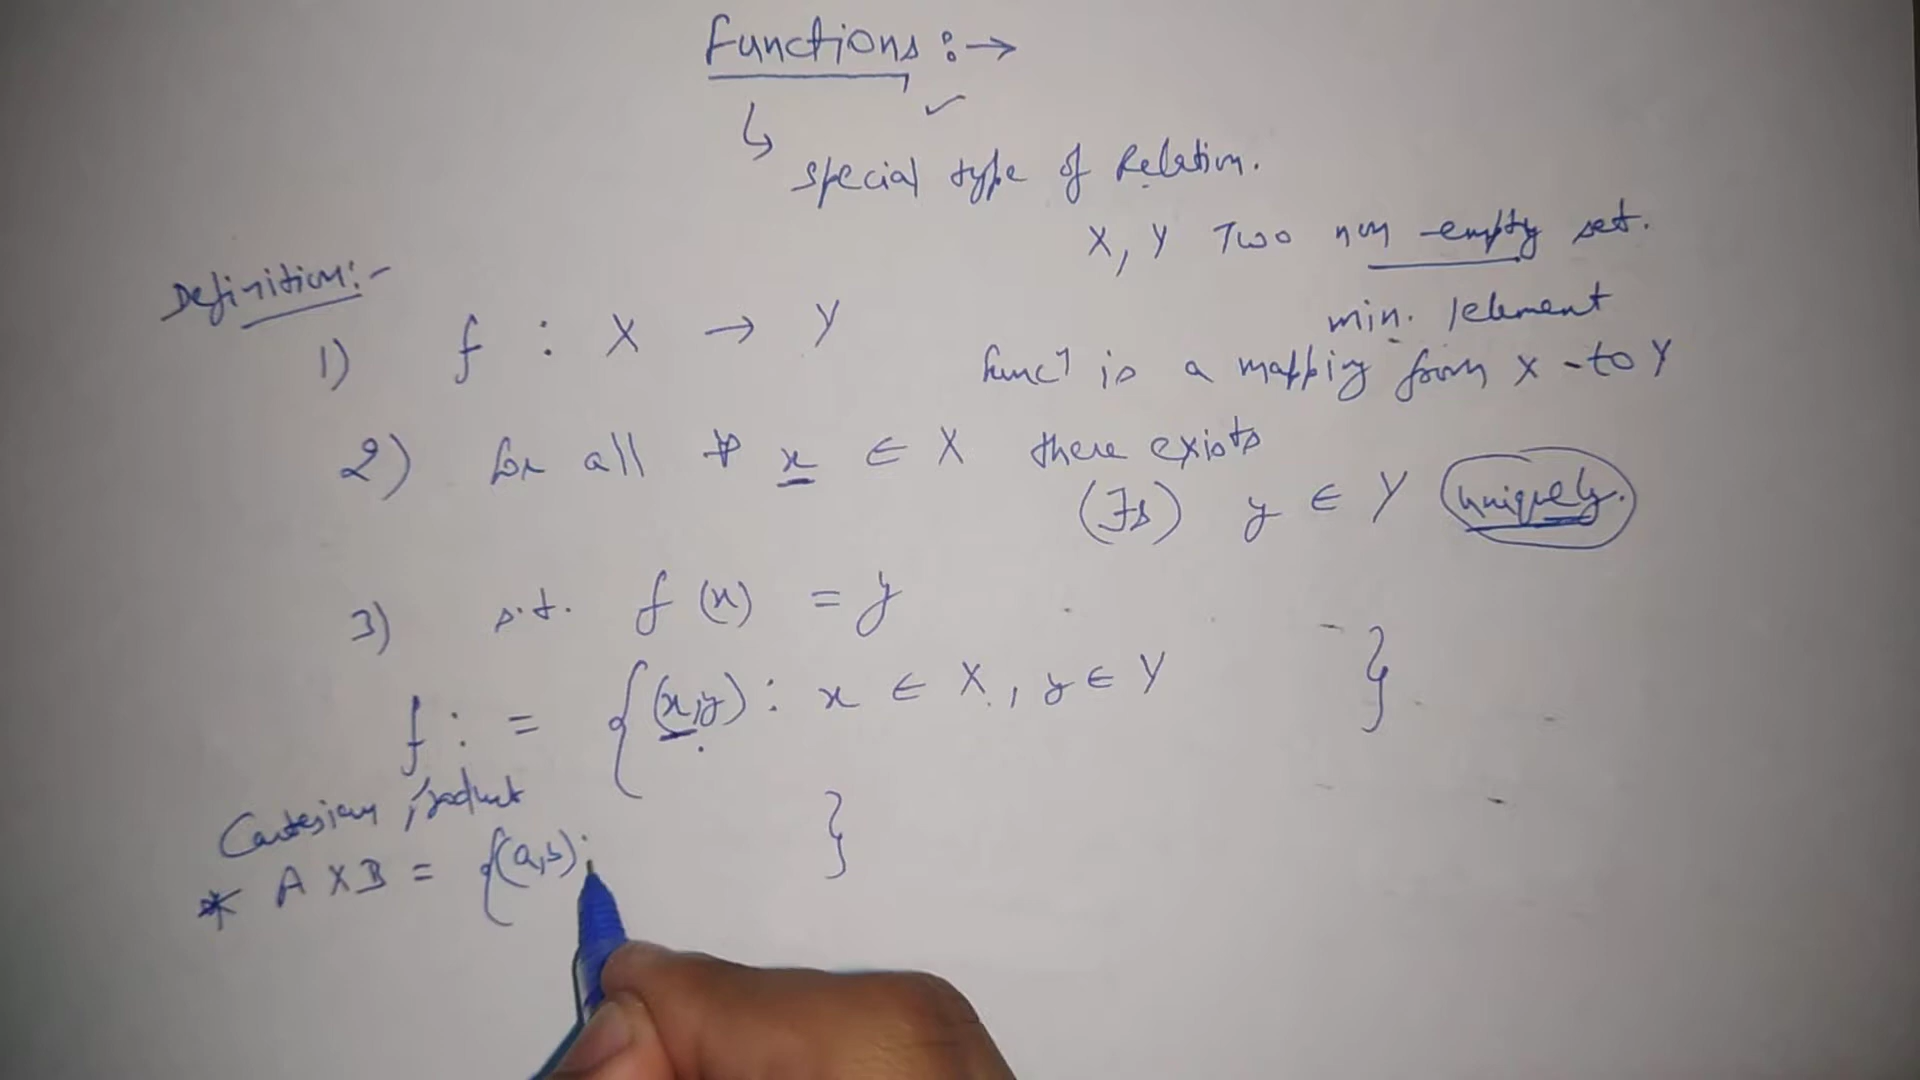 Functions :→
↳ special type of Relation.
X, Y Two non empty set.
Definition:-
min. 1 element
1) f : X → Y
funcⁿ is a mapping from X to Y
2) for all ∀ x ∈ X there exists
(∃s) y ∈ Y uniquely.
3) s.t. f (x) = y
f : = {(x,y) : x ∈ X, y ∈ Y }
Cartesian product
* A X B = {(a,b): }